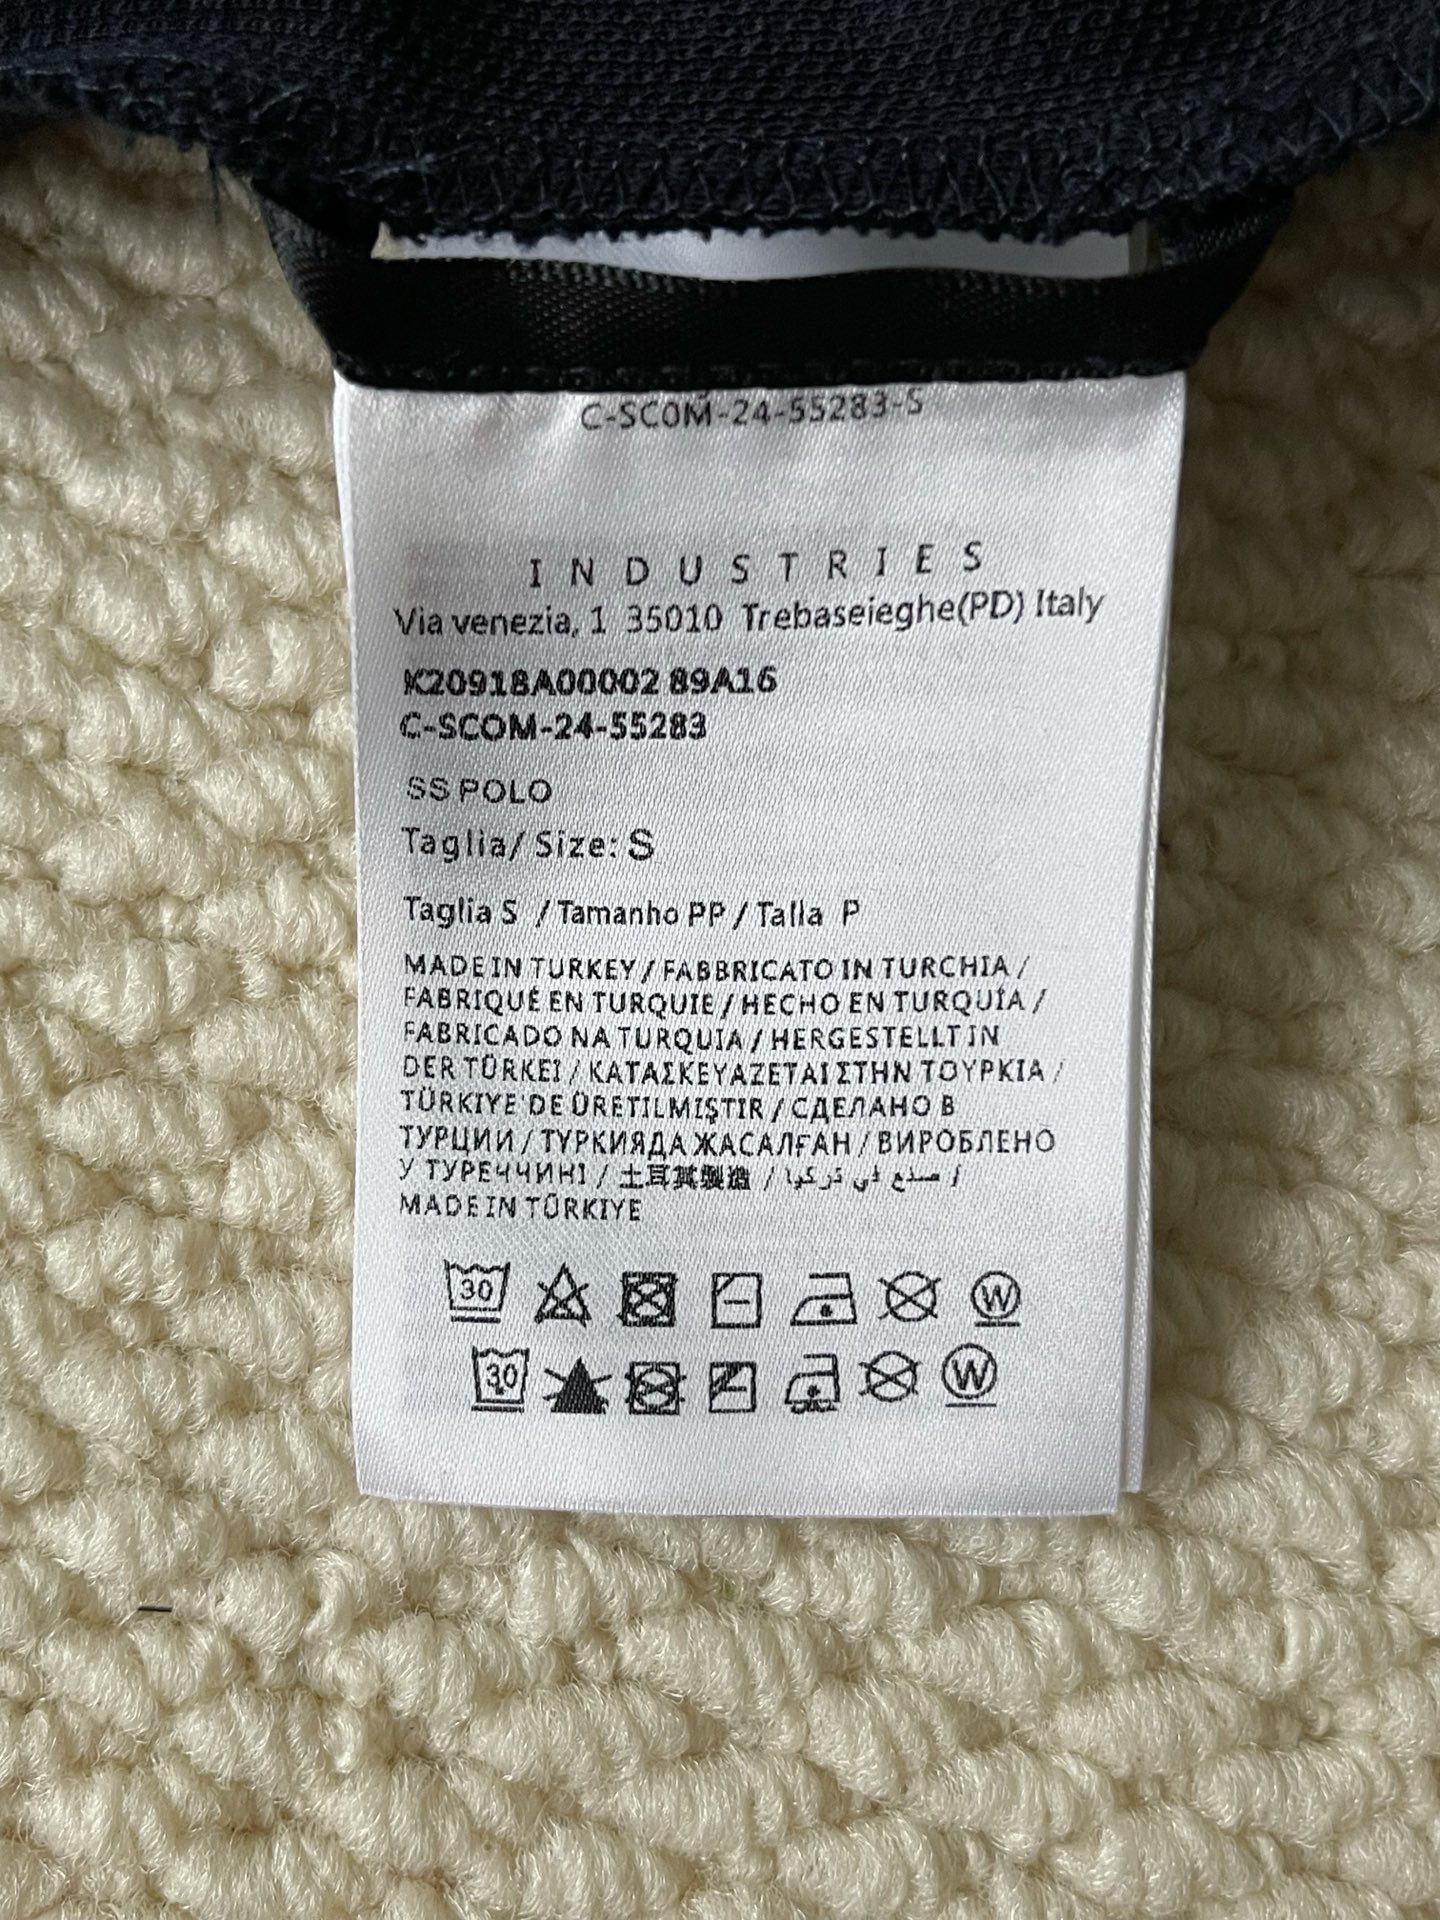 C-SCOM-24-55283-S
INDUSTRIES
Via venezia, 1 35010 Trebaseieghe(PD) Italy
K20918A00002 89A16
C-SCOM-24-55283
SS POLO
Taglia/ Size: S
Taglia S / Tamanho PP / Talla P
MADE IN TURKEY / FABBRICATO IN TURCHIA /
FABRIQUÉ EN TURQUIE / HECHO EN TURQUÍA /
FABRICADO NA TURQUIA / HERGESTELLT IN
DER TÜRKEI / ΚΑΤΑΣΚΕΥΑΖΕΤΑΙ ΣΤΗΝ ΤΟΥΡΚΙΑ /
TÜRKIYE'DE ÜRETILMIŞTIR / СДЕЛАНО В
ТУРЦИИ / ТҮРКИЯДА ЖАСАЛҒАН / ВИРОБЛЕНО
У ТУРЕЧЧИНІ / 土耳其製造 / صنع في تركيا /
MADE IN TÜRKIYE
30 W
30 W